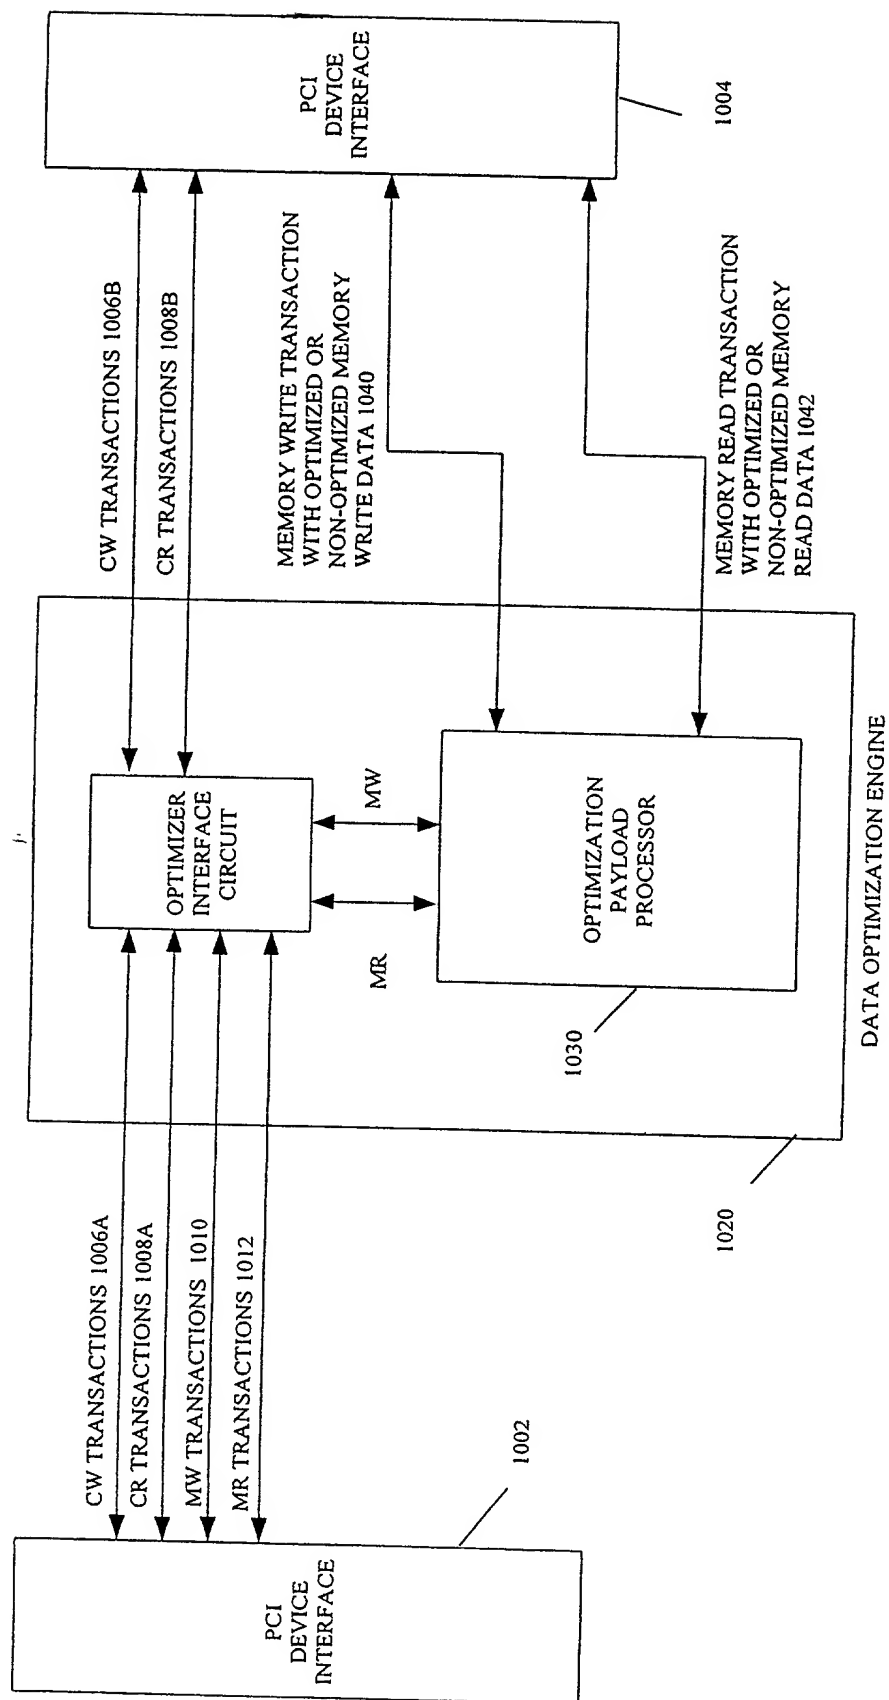 PCI
DEVICE
INTERFACE
1002
CW TRANSACTIONS 1006A
CR TRANSACTIONS 1008A
MW TRANSACTIONS 1010
MR TRANSACTIONS 1012
OPTIMIZER
INTERFACE
CIRCUIT
MR
MW
OPTIMIZATION
PAYLOAD
PROCESSOR
1030
1020
DATA OPTIMIZATION ENGINE
CW TRANSACTIONS 1006B
CR TRANSACTIONS 1008B
MEMORY WRITE TRANSACTION
WITH OPTIMIZED OR
NON-OPTIMIZED MEMORY
WRITE DATA 1040
MEMORY READ TRANSACTION
WITH OPTIMIZED OR
NON-OPTIMIZED MEMORY
READ DATA 1042
PCI
DEVICE
INTERFACE
1004